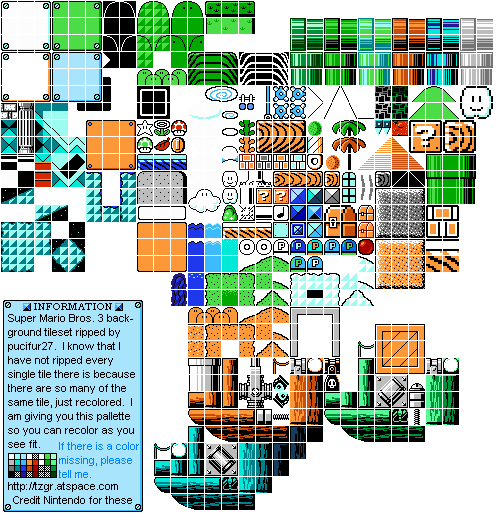 INFORMATION
Super Mario Bros. 3 back-
ground tileset ripped by
pucifur27. I know that I
have not ripped every
single tile there is because
there are so many of the
same tile, just recolored. I
am giving you this pallette
so you can recolor as you
see fit. If there is a color
missing, please
tell me.
http://tzgr.atspace.com
Credit Nintendo for these
? 
P P P P
P P P